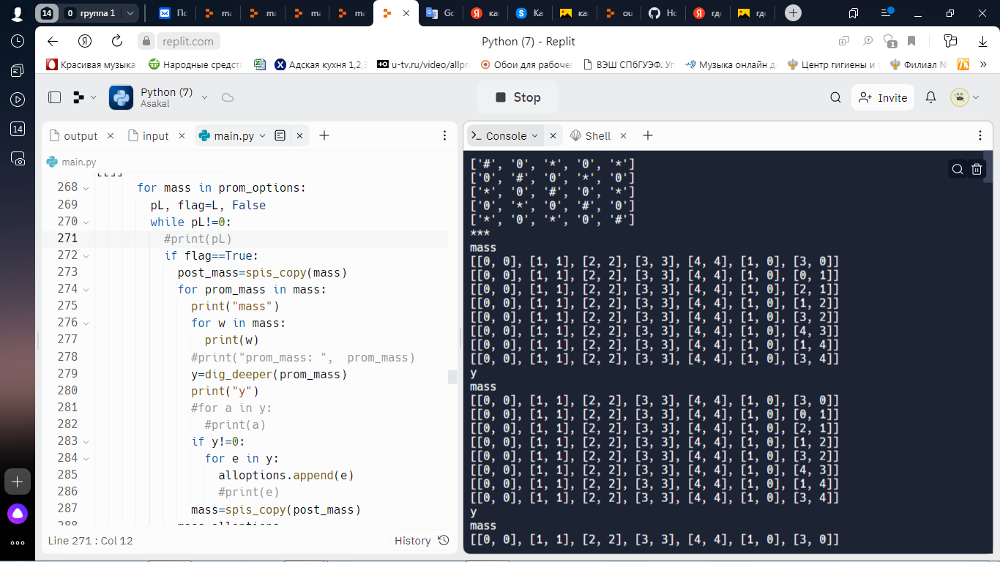 14 0 группа 1 По ma ma ma ma Go ка Ка ка ou Ho где где
replit.com Python (7) - Replit 1
Красивая музыка Народные средст Адская кухня 1,2,3 u-tv.ru/video/allpr Обои для рабочег ВЭШ СПбГУЭФ. Уп Музыка онлайн д Центр гигиены и з Филиал №
Python (7)
Asakal
Stop
Invite
14
output
input
main.py
Console
Shell
main.py
268 for mass in prom_options:
269 pL, flag=L, False
270 while pL!=0:
271 #print(pL)
272 if flag==True:
273 post_mass=spis_copy(mass)
274 for prom_mass in mass:
275 print("mass")
276 for w in mass:
277 print(w)
278 #print("prom_mass: ",  prom_mass)
279 y=dig_deeper(prom_mass)
280 print("y")
281 #for a in y:
282 #print(a)
283 if y!=0:
284 for e in y:
285 alloptions.append(e)
286 #print(e)
287 mass=spis_copy(post_mass)
Line 271 : Col 12
History
['#', '0', '*', '0', '*']
['0', '#', '0', '*', '0']
['*', '0', '#', '0', '*']
['0', '*', '0', '#', '0']
['*', '0', '*', '0', '#']
***
mass
[[0, 0], [1, 1], [2, 2], [3, 3], [4, 4], [1, 0], [3, 0]]
[[0, 0], [1, 1], [2, 2], [3, 3], [4, 4], [1, 0], [0, 1]]
[[0, 0], [1, 1], [2, 2], [3, 3], [4, 4], [1, 0], [2, 1]]
[[0, 0], [1, 1], [2, 2], [3, 3], [4, 4], [1, 0], [1, 2]]
[[0, 0], [1, 1], [2, 2], [3, 3], [4, 4], [1, 0], [3, 2]]
[[0, 0], [1, 1], [2, 2], [3, 3], [4, 4], [1, 0], [4, 3]]
[[0, 0], [1, 1], [2, 2], [3, 3], [4, 4], [1, 0], [1, 4]]
[[0, 0], [1, 1], [2, 2], [3, 3], [4, 4], [1, 0], [3, 4]]
y
mass
[[0, 0], [1, 1], [2, 2], [3, 3], [4, 4], [1, 0], [3, 0]]
[[0, 0], [1, 1], [2, 2], [3, 3], [4, 4], [1, 0], [0, 1]]
[[0, 0], [1, 1], [2, 2], [3, 3], [4, 4], [1, 0], [2, 1]]
[[0, 0], [1, 1], [2, 2], [3, 3], [4, 4], [1, 0], [1, 2]]
[[0, 0], [1, 1], [2, 2], [3, 3], [4, 4], [1, 0], [3, 2]]
[[0, 0], [1, 1], [2, 2], [3, 3], [4, 4], [1, 0], [4, 3]]
[[0, 0], [1, 1], [2, 2], [3, 3], [4, 4], [1, 0], [1, 4]]
[[0, 0], [1, 1], [2, 2], [3, 3], [4, 4], [1, 0], [3, 4]]
y
mass
[[0, 0], [1, 1], [2, 2], [3, 3], [4, 4], [1, 0], [3, 0]]